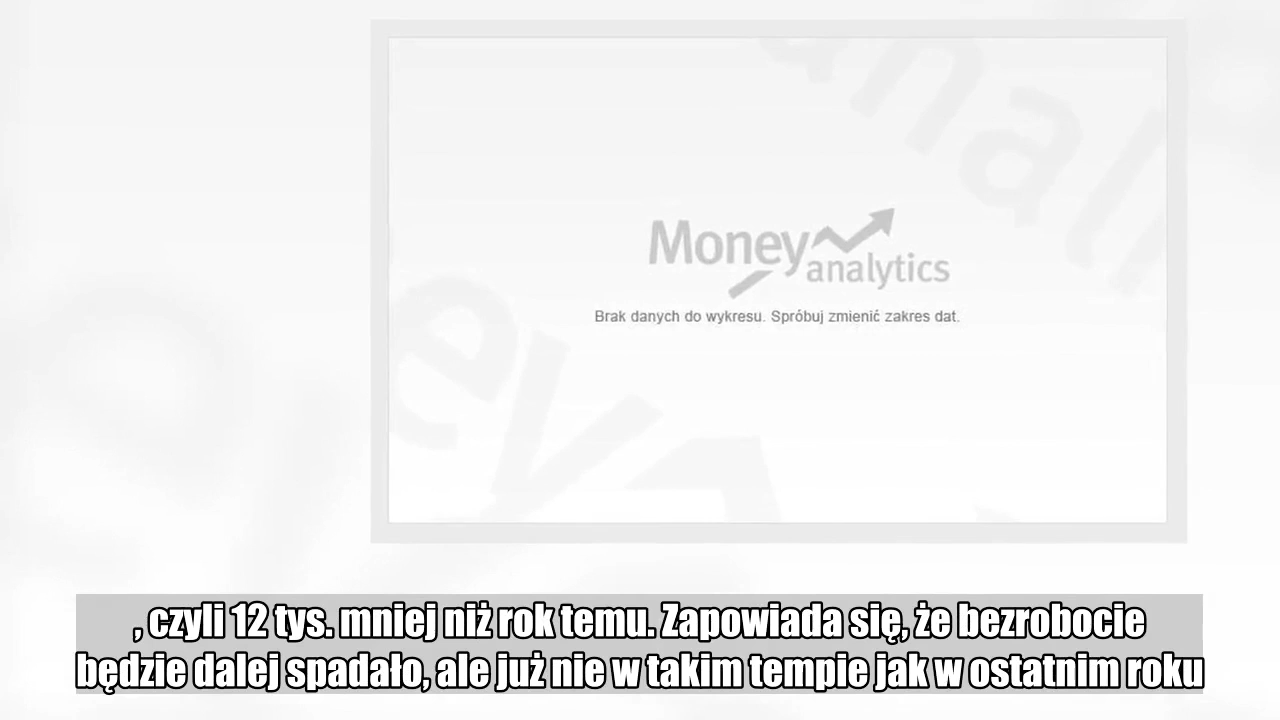 Money
analytics
Brak danych do wykresu. Spróbuj zmienić zakres dat.
, czyli 12 tys. mniej niż rok temu. Zapowiada się, że bezrobocie
będzie dalej spadało, ale już nie w takim tempie jak w ostatnim roku